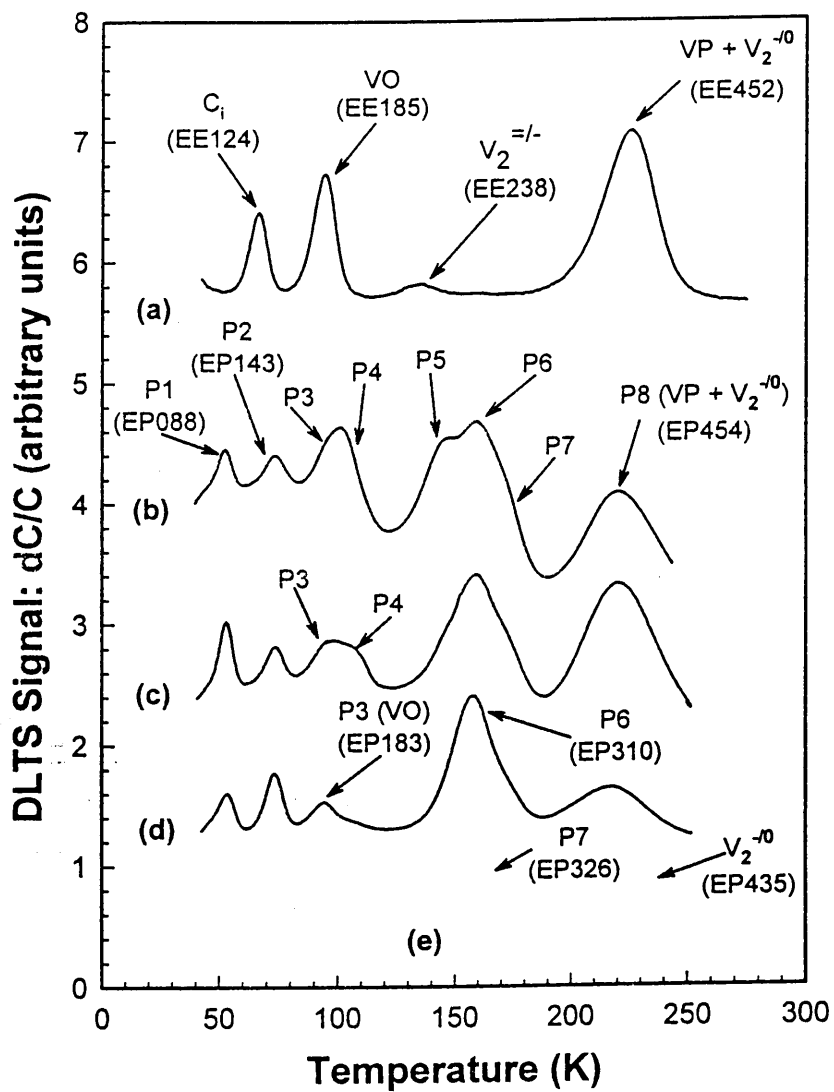 DLTS Signal: dC/C (arbitrary units)
8
7
6
5
4
3
2
1
0
C_i
(EE124)
VO
(EE185)
V_2^=/-
(EE238)
VP + V_2^-/0
(EE452)
(a)
P1
(EP088)
P2
(EP143)
P3
P4
P5
P6
P7
P8 (VP + V_2^-/0)
(EP454)
(b)
P3
P4
(c)
P3 (VO)
(EP183)
P6
(EP310)
(d)
P7
(EP326)
V_2^-/0
(EP435)
(e)
0 50 100 150 200 250 300
Temperature (K)